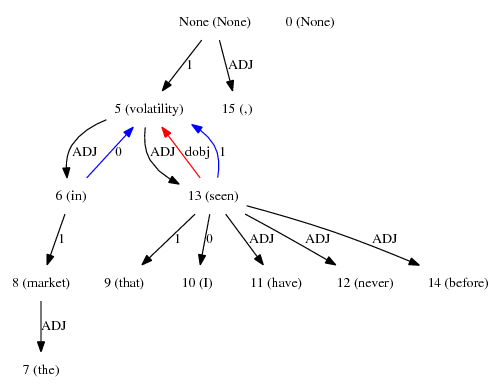 None (None) 0 (None)
1 ADJ
5 (volatility) 15 (,)
ADJ 0 ADJ dobj 1
6 (in) 13 (seen)
1 1 0 ADJ ADJ ADJ
8 (market) 9 (that) 10 (I) 11 (have) 12 (never) 14 (before)
ADJ
7 (the)